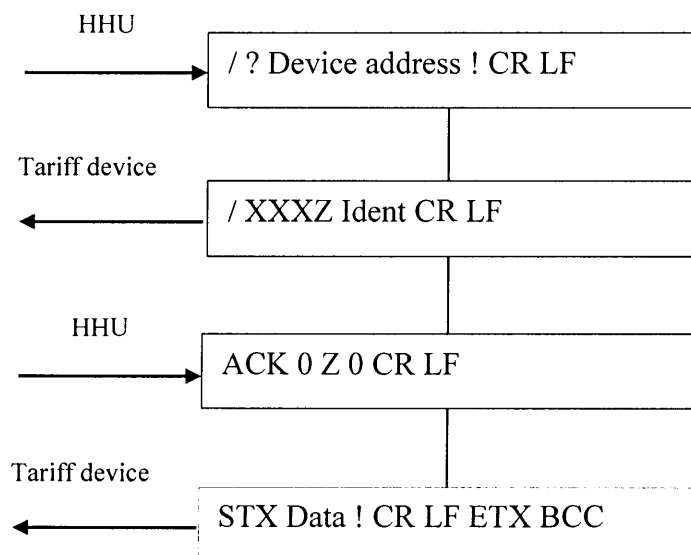 HHU
/ ? Device address ! CR LF
Tariff device
/ XXXZ Ident CR LF
HHU
ACK 0 Z 0 CR LF
Tariff device
STX Data ! CR LF ETX BCC